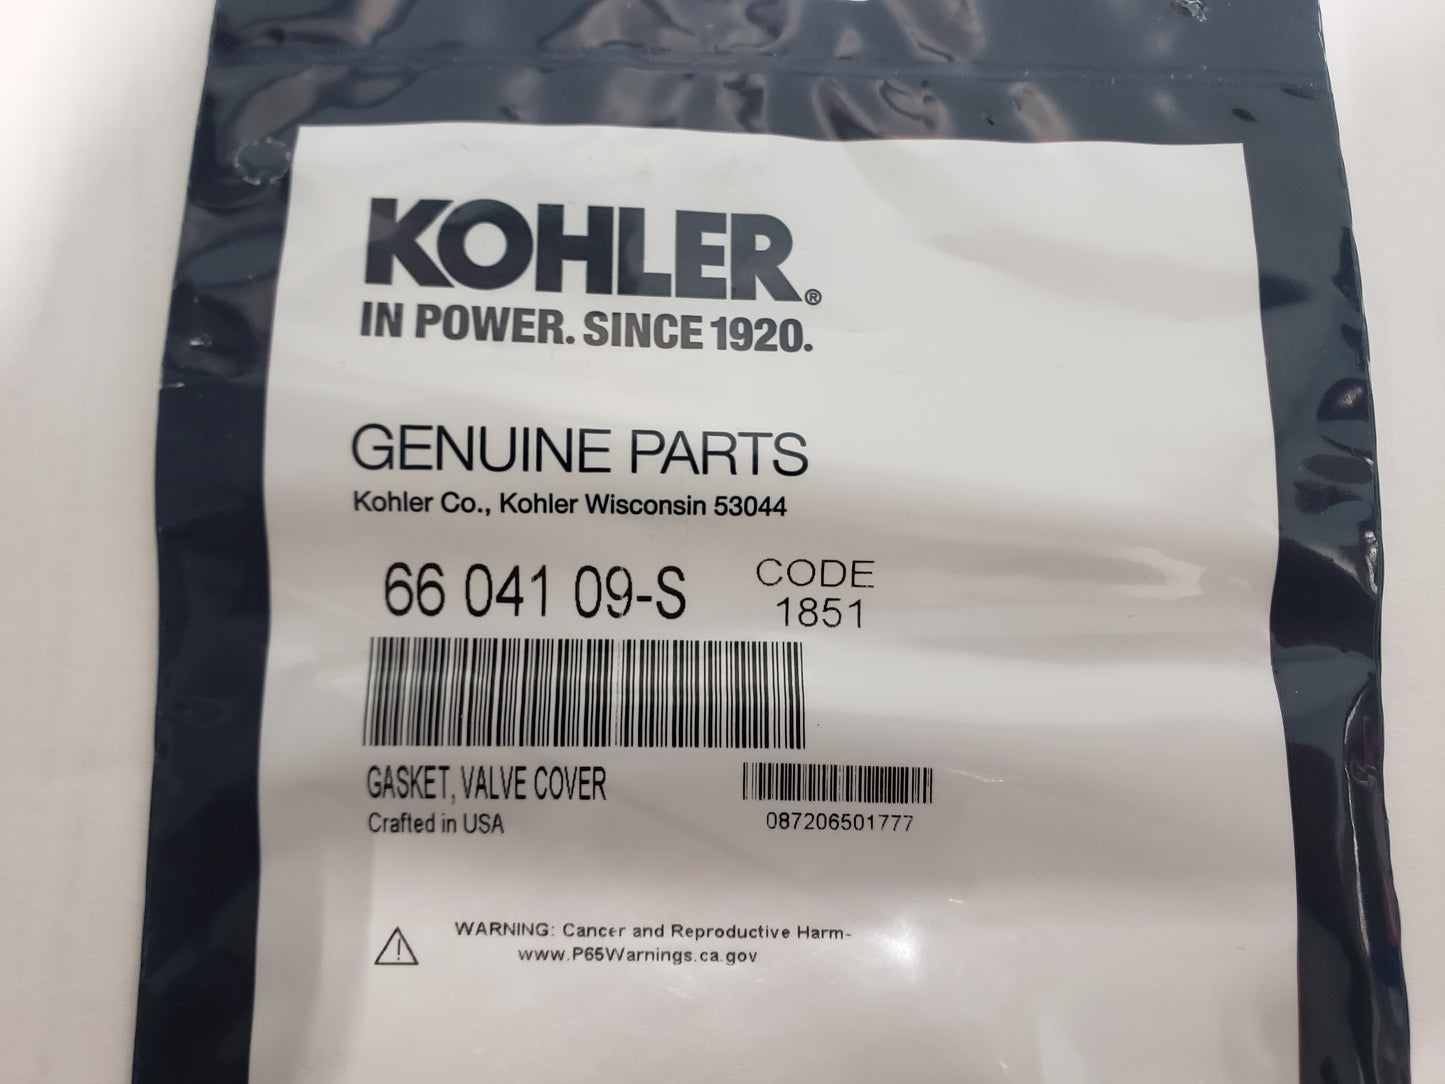 KOHLER®
IN POWER. SINCE 1920.
GENUINE PARTS
Kohler Co., Kohler Wisconsin 53044
66 041 09-S
CODE
1851
GASKET, VALVE COVER
Crafted in USA
087206501777
WARNING: Cancer and Reproductive Harm-
www.P65Warnings.ca.gov